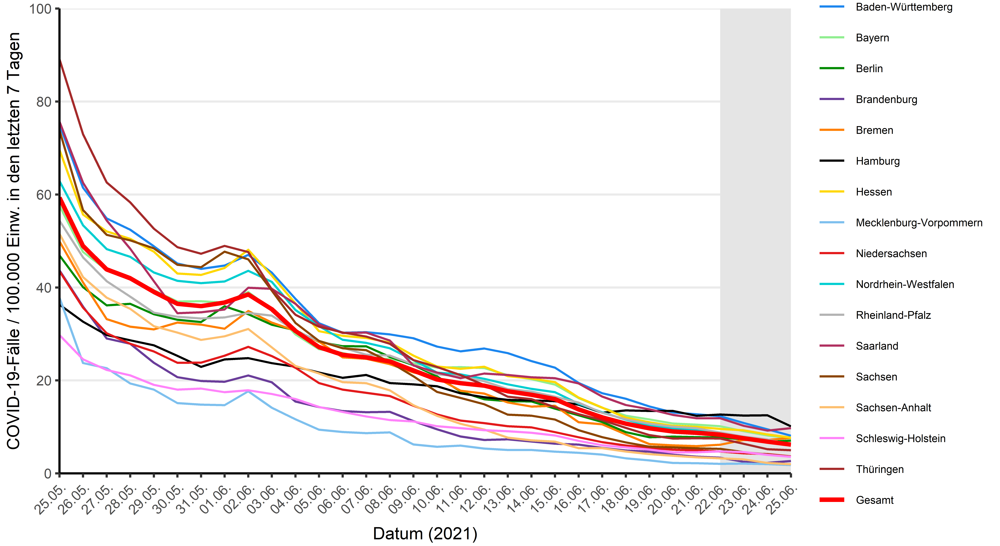 COVID-19-Fälle / 100.000 Einw. in den letzten 7 Tagen
100
80
60
40
20
0
25.05.
26.05.
27.05.
28.05.
29.05.
30.05.
31.05.
01.06.
02.06.
03.06.
04.06.
05.06.
06.06.
07.06.
08.06.
09.06.
10.06.
11.06.
12.06.
13.06.
14.06.
15.06.
16.06.
17.06.
18.06.
19.06.
20.06.
21.06.
22.06.
23.06.
24.06.
25.06.
Datum (2021)
Baden-Württemberg
Bayern
Berlin
Brandenburg
Bremen
Hamburg
Hessen
Mecklenburg-Vorpommern
Niedersachsen
Nordrhein-Westfalen
Rheinland-Pfalz
Saarland
Sachsen
Sachsen-Anhalt
Schleswig-Holstein
Thüringen
Gesamt